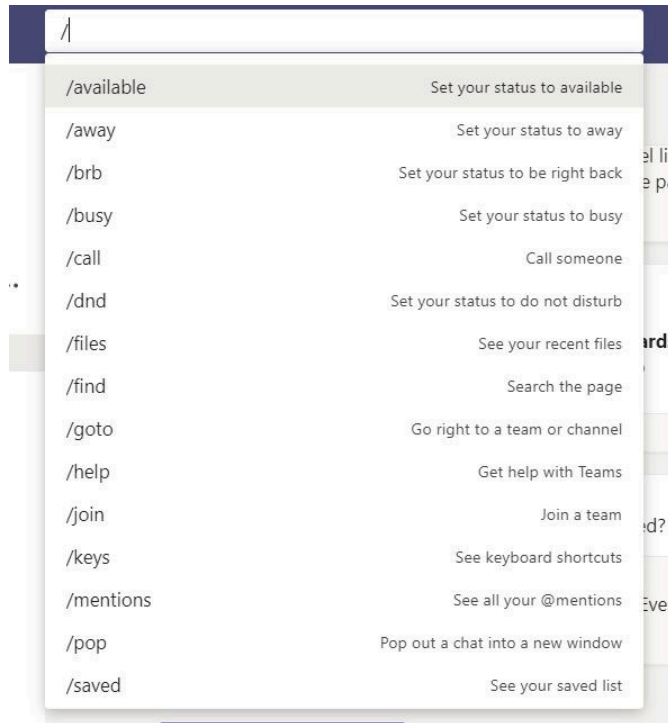 /
/available Set your status to available
/away Set your status to away
/brb Set your status to be right back
/busy Set your status to busy
/call Call someone
/dnd Set your status to do not disturb
/files See your recent files
/find Search the page
/goto Go right to a team or channel
/help Get help with Teams
/join Join a team
/keys See keyboard shortcuts
/mentions See all your @mentions
/pop Pop out a chat into a new window
/saved See your saved list